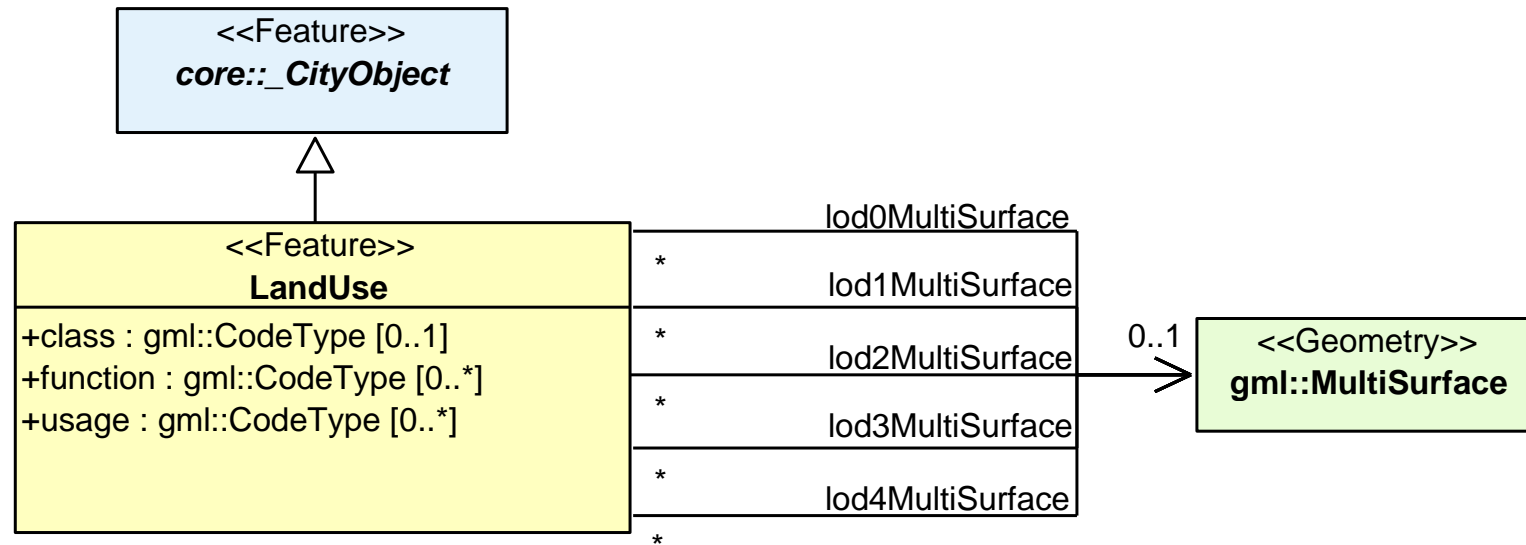 <<Feature>>
core::_CityObject
<<Feature>>
LandUse
+class : gml::CodeType [0..1]
+function : gml::CodeType [0..*]
+usage : gml::CodeType [0..*]
lod0MultiSurface
*
lod1MultiSurface
*
lod2MultiSurface
*
lod3MultiSurface
*
lod4MultiSurface
*
0..1
<<Geometry>>
gml::MultiSurface